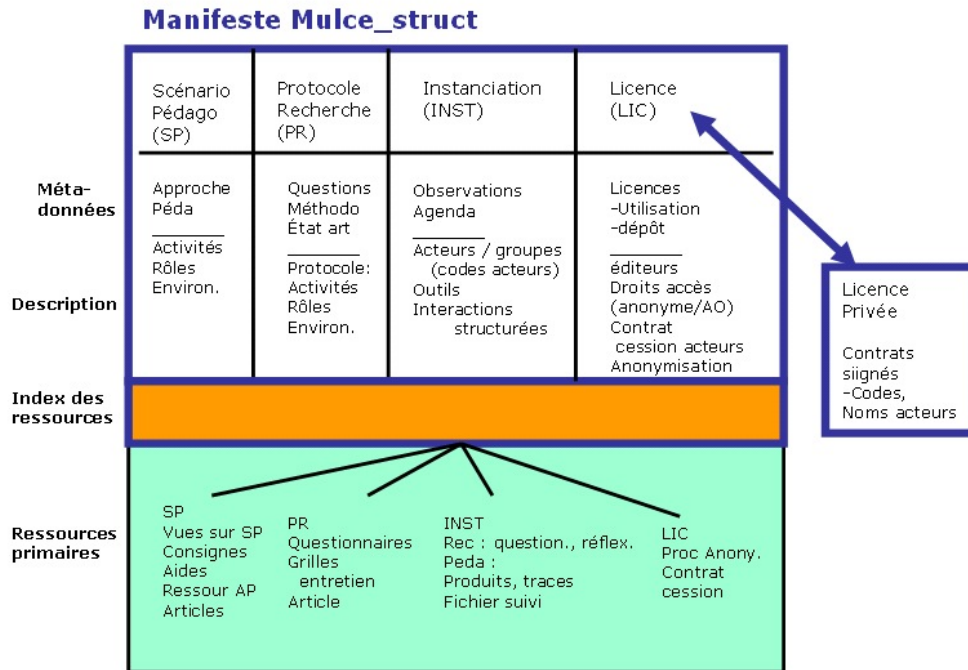 Manifeste Mulce_struct
Scénario
Pédago
(SP)
Protocole
Recherche
(PR)
Instanciation
(INST)
Licence
(LIC)
Méta-
données
Description
Approche
Péda
Activités
Rôles
Environ.
Questions
Méthodo
État art
Protocole:
Activités
Rôles
Environ.
Observations
Agenda
Acteurs / groupes
(codes acteurs)
Outils
Interactions
structurées
Licences
-Utilisation
-dépôt
éditeurs
Droits accès
(anonyme/AO)
Contrat
cession acteurs
Anonymisation
Licence
Privée
Contrats
siignés
-Codes,
Noms acteurs
Index des
ressources
Ressources
primaires
SP
Vues sur SP
Consignes
Aides
Ressour AP
Articles
PR
Questionnaires
Grilles
entretien
Article
INST
Rec : question., réflex.
Peda :
Produits, traces
Fichier suivi
LIC
Proc Anony.
Contrat
cession